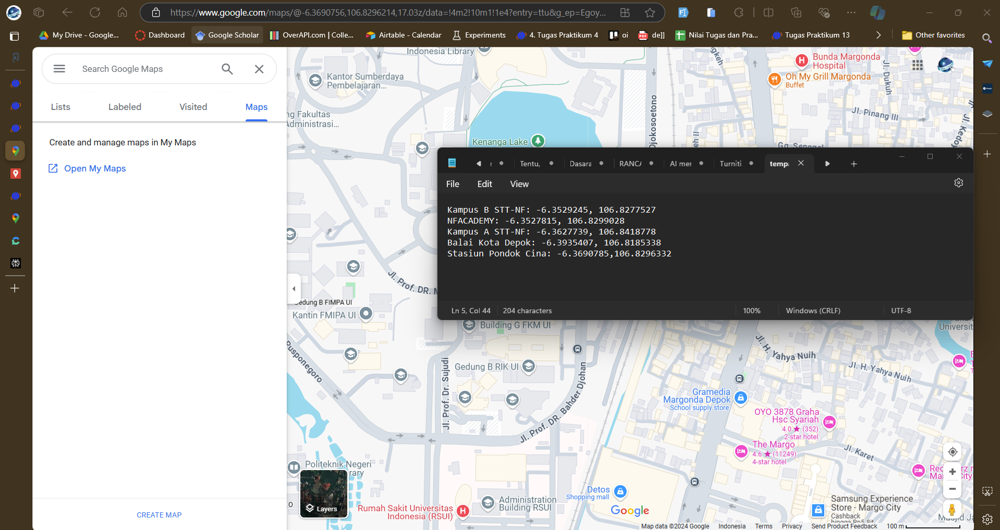 https://www.google.com/maps/@-6.3690756,106.8296214,17.03z/data=!4m2!10m1!1e4?entry=ttu&g_ep=Egoy...
My Drive - Google...
Dashboard
Google Scholar
OverAPI.com | Colle...
Airtable - Calendar
Experiments
4. Tugas Praktikum 4
oi
de]]
Nilai Tugas dan Pra...
Tugas Praktikum 13
Other favorites
Search Google Maps
Lists
Labeled
Visited
Maps
Create and manage maps in My Maps
Open My Maps
CREATE MAP
Indonesia Library
Kantor Sumberdaya
Pembelajaran...
ng Fakultas
Administrasi...
Kenanga Lake
Djokosoetono
Bunda Margonda
Hospital
Oh My Grill Margonda
Buffet
Jl. Dukuh
Jl. Pinang III
Jl. Kedoy
Gg. Senggol
Tentu,
Dasara
RANCA
AI mer
Turniti
tempa
File
Edit
View
Kampus B STT-NF: -6.3529245, 106.8277527
NFACADEMY: -6.3527815, 106.8299028
Kampus A STT-NF: -6.3627739, 106.8418778
Balai Kota Depok: -6.3935407, 106.8185338
Stasiun Pondok Cina: -6.3690785,106.8296332
Ln 5, Col 44
204 characters
100%
Windows (CRLF)
UTF-8
Jl. Prof. DR. M
Gedung B FIMPA UI
Kantin FMIPA UI
Building G FKM UI
Universit
Pusponegoro
Gedung B RIK UI
Jl. Prof. Dr. Sujudi
Jl. Prof. DR. Bahder Djohan
Jl. H. Yahya Nuih
Jl. H. Yahya Nuih
Gramedia
Margonda Depok
School supply store
OYO 3878 Graha
Hsc Syariah
4.0 ★ (352)
2-star hotel
The Margo
4.6 ★ (11249)
4-star hotel
Jl. Karet
Politeknik Negeri
rary
Layers
Rumah Sakit Universitas
Indonesia (RSUI)
Administration
Building RSUI
Detos
Shopping mall
Google
Samsung Experience
Store - Margo City
Cashback
hingga Rp5,8jt
Masjid Ja
Map data ©2024 Google
Indonesia
Terms
Privacy
Send Product Feedback
100 m